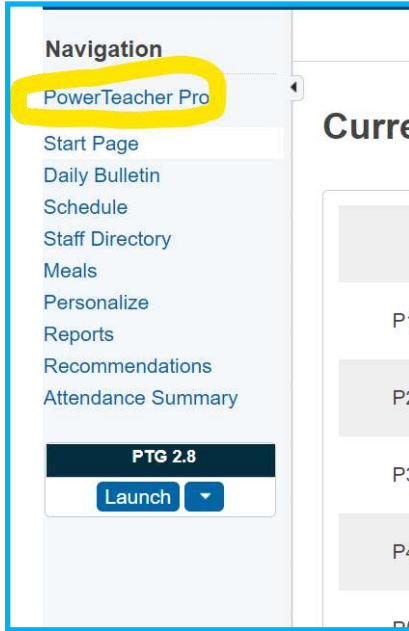 Navigation
PowerTeacher Pro
Start Page
Daily Bulletin
Schedule
Staff Directory
Meals
Personalize
Reports
Recommendations
Attendance Summary
PTG 2.8
Launch
Curre
P1
P2
P3
P4